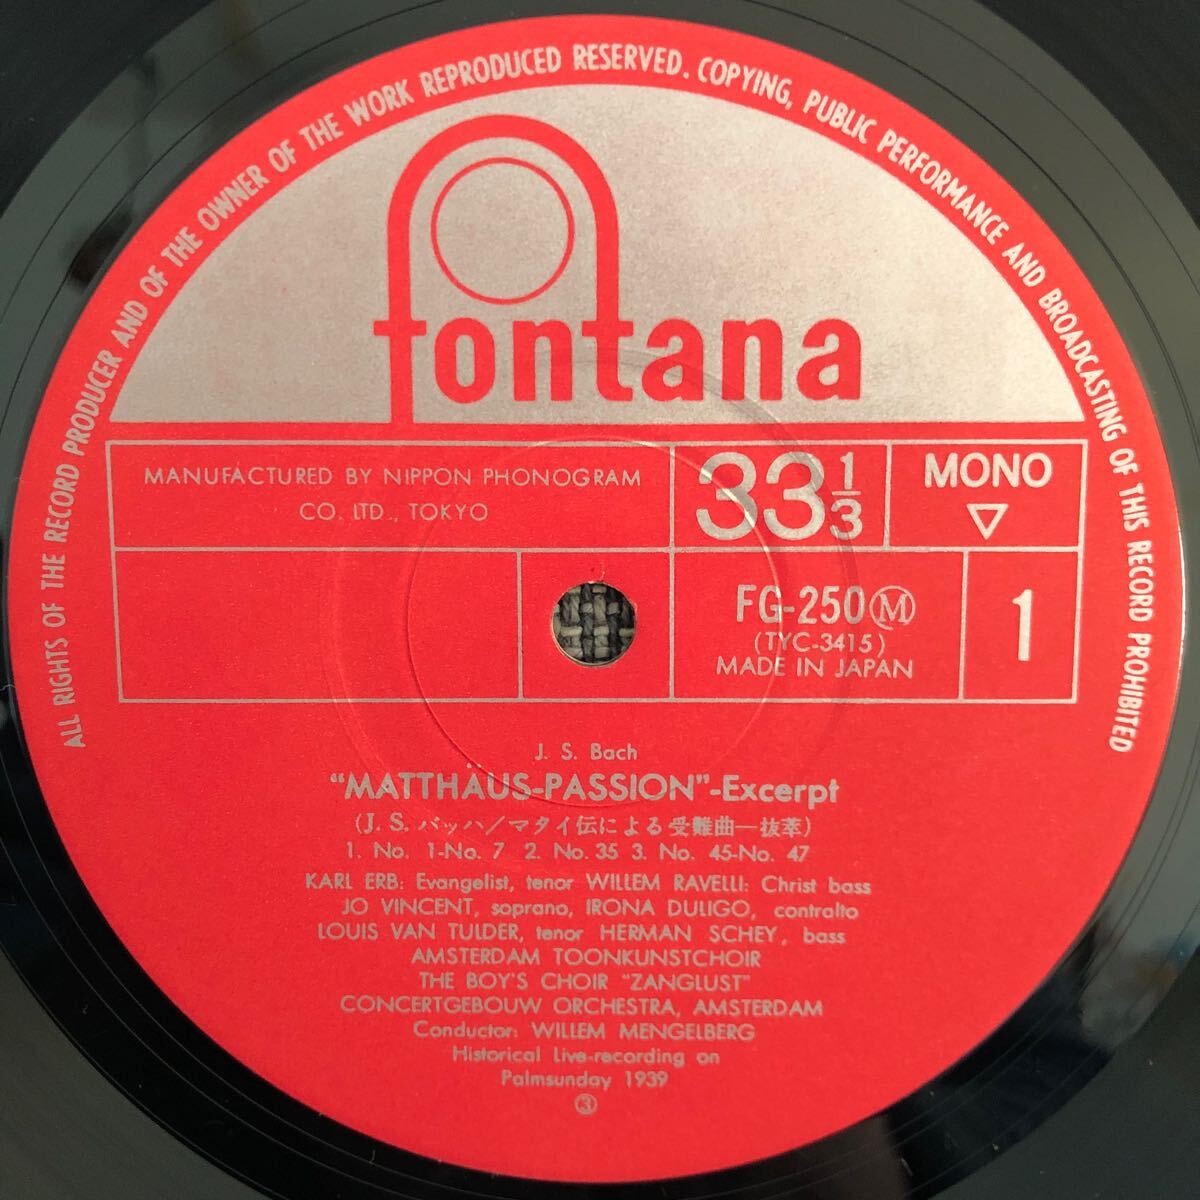 ALL RIGHTS OF THE RECORD PRODUCER AND OF THE OWNER OF THE WORK REPRODUCED RESERVED. COPYING, PUBLIC PERFORMANCE AND BROADCASTING OF THIS RECORD PROHIBITED
fontana
MANUFACTURED BY NIPPON PHONOGRAM
CO. LTD., TOKYO
33 1/3
MONO
▽
FG-250 Ⓜ
(TYC-3415)
MADE IN JAPAN
1
J. S. Bach
“MATTHÄUS-PASSION”-Excerpt
(J. S. バッハ／マタイ伝による受難曲—抜萃)
1. No. 1-No. 7 2. No. 35 3. No. 45-No. 47
KARL ERB: Evangelist, tenor WILLEM RAVELLI: Christ bass
JO VINCENT, soprano, IRONA DULIGO, contralto
LOUIS VAN TULDER, tenor HERMAN SCHEY, bass
AMSTERDAM TOONKUNSTCHOIR
THE BOY'S CHOIR “ZANGLUST”
CONCERTGEBOUW ORCHESTRA, AMSTERDAM
Conductor: WILLEM MENGELBERG
Historical Live-recording on
Palmsunday 1939
③